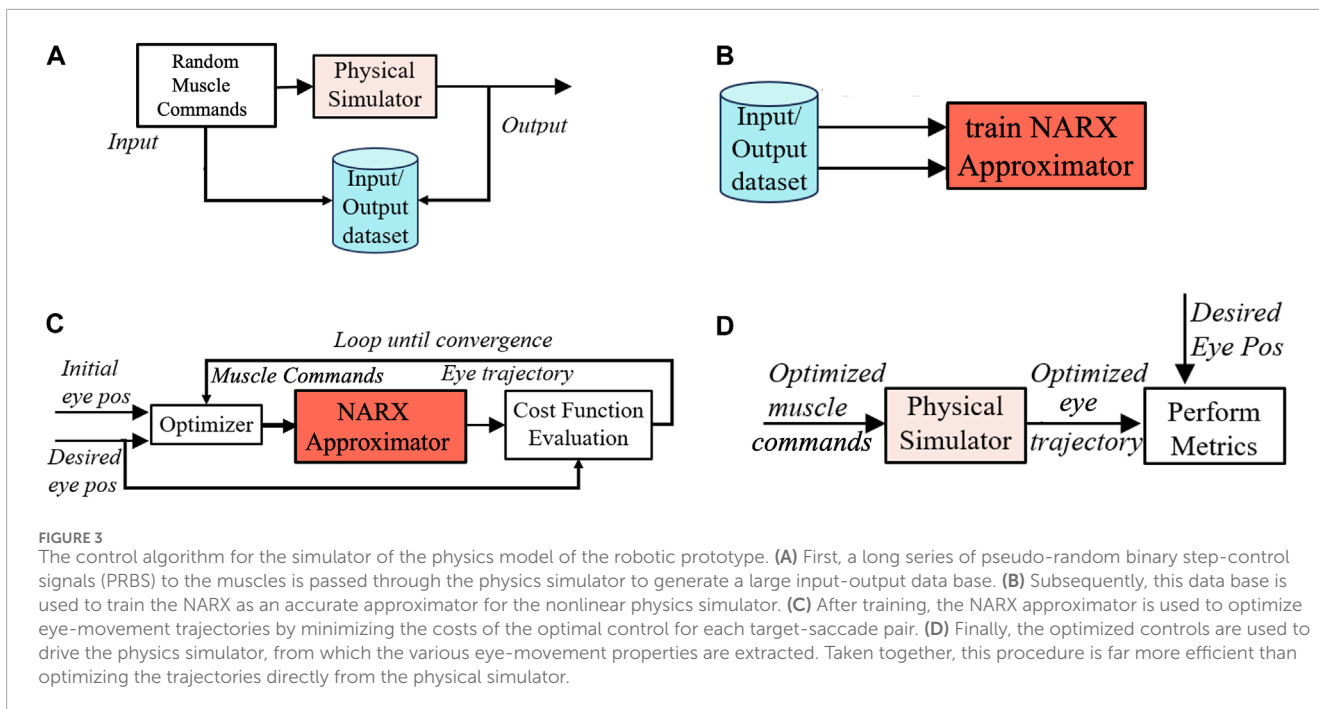 A
Random
Muscle
Commands
Physical
Simulator
Input
Output
Input/
Output
dataset
B
Input/
Output
dataset
train NARX
Approximator
C
Loop until convergence
Initial
eye pos
Muscle Commands
Eye trajectory
Optimizer
NARX
Approximator
Cost Function
Evaluation
Desired
eye pos
D
Desired
Eye Pos
Optimized
muscle
commands
Physical
Simulator
Optimized
eye
trajectory
Perform
Metrics
FIGURE 3
The control algorithm for the simulator of the physics model of the robotic prototype. (A) First, a long series of pseudo-random binary step-control
signals (PRBS) to the muscles is passed through the physics simulator to generate a large input-output data base. (B) Subsequently, this data base is
used to train the NARX as an accurate approximator for the nonlinear physics simulator. (C) After training, the NARX approximator is used to optimize
eye-movement trajectories by minimizing the costs of the optimal control for each target-saccade pair. (D) Finally, the optimized controls are used to
drive the physics simulator, from which the various eye-movement properties are extracted. Taken together, this procedure is far more efficient than
optimizing the trajectories directly from the physical simulator.